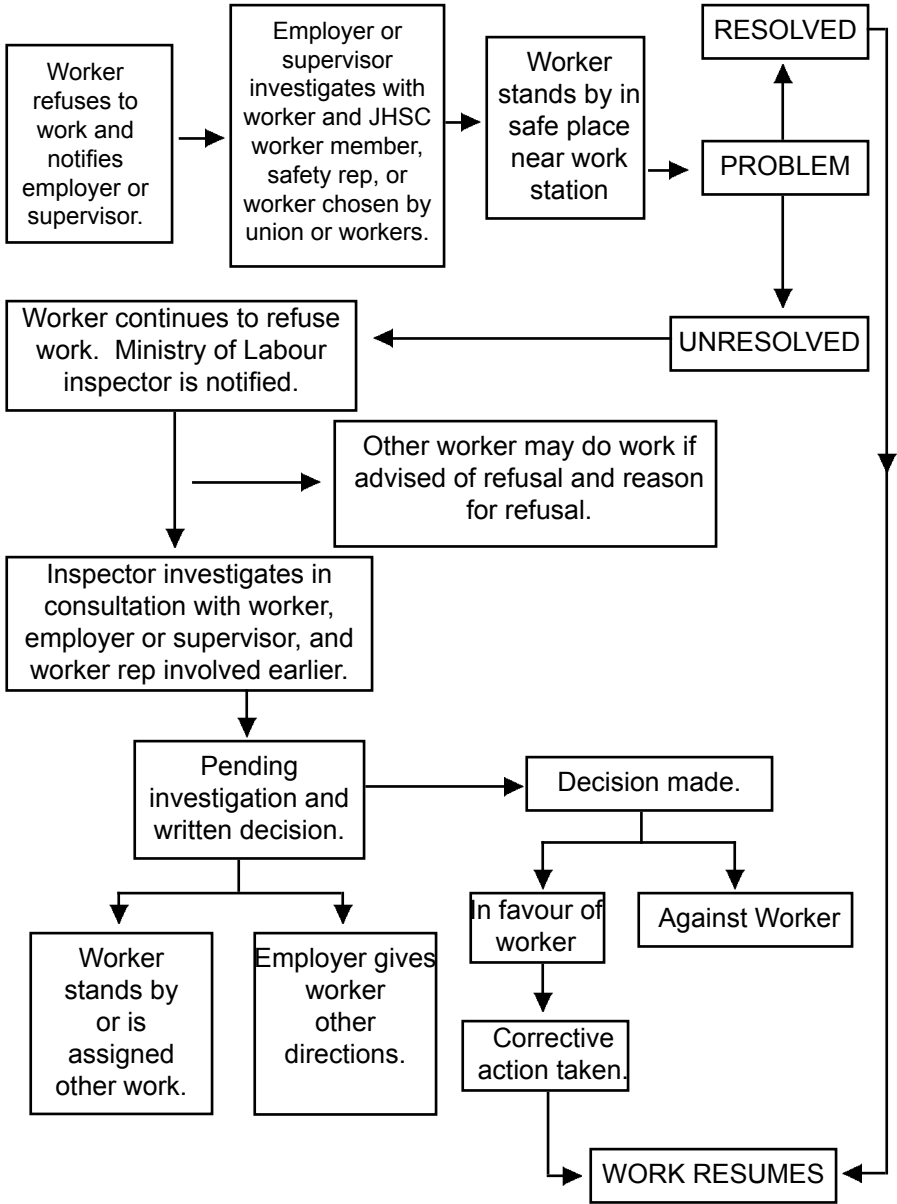 Worker
refuses to
work and
notifies
employer or
supervisor.
Employer or
supervisor
investigates with
worker and JHSC
worker member,
safety rep, or
worker chosen by
union or workers.
Worker
stands by in
safe place
near work
station
RESOLVED
PROBLEM
UNRESOLVED
Worker continues to refuse
work.  Ministry of Labour
inspector is notified.
Other worker may do work if
advised of refusal and reason
for refusal.
Inspector investigates in
consultation with worker,
employer or supervisor, and
worker rep involved earlier.
Pending
investigation and
written decision.
Decision made.
Worker
stands by
or is
assigned
other work.
Employer gives
worker
other
directions.
In favour of
worker
Against Worker
Corrective
action taken.
WORK RESUMES